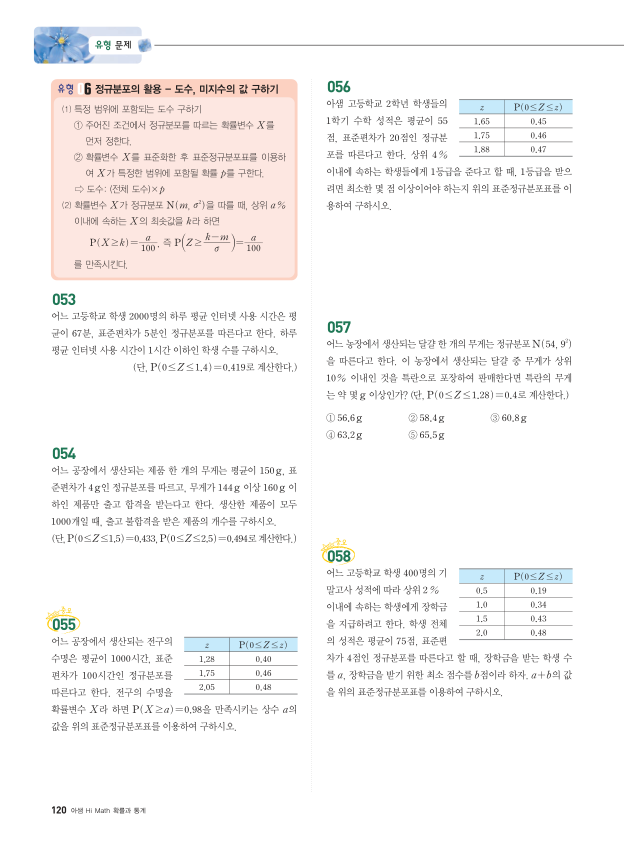 유형 문제
유형 06 정규분포의 활용 - 도수, 미지수의 값 구하기
(1) 특정 범위에 포함되는 도수 구하기
① 주어진 조건에서 정규분포를 따르는 확률변수 X를
먼저 정한다.
② 확률변수 X를 표준화한 후 표준정규분포표를 이용하
여 X가 특정한 범위에 포함될 확률 p를 구한다.
⇨ 도수: (전체 도수)×p
(2) 확률변수 X가 정규분포 N(m, σ²)을 따를 때, 상위 a%
이내에 속하는 X의 최솟값을 k라 하면
P(X≥k)=a/100, 즉 P(Z≥(k-m)/σ)=a/100
를 만족시킨다.
053
어느 고등학교 학생 2000명의 하루 평균 인터넷 사용 시간은 평
균이 67분, 표준편차가 5분인 정규분포를 따른다고 한다. 하루
평균 인터넷 사용 시간이 1시간 이하인 학생 수를 구하시오.
(단, P(0≤Z≤1.4)=0.419로 계산한다.)
054
어느 공장에서 생산되는 제품 한 개의 무게는 평균이 150g, 표
준편차가 4g인 정규분포를 따르고, 무게가 144g 이상 160g 이
하인 제품만 출고 합격을 받는다고 한다. 생산한 제품이 모두
1000개일 때, 출고 불합격을 받은 제품의 개수를 구하시오.
(단, P(0≤Z≤1.5)=0.433, P(0≤Z≤2.5)=0.494로 계산한다.)
055
어느 공장에서 생산되는 전구의
수명은 평균이 1000시간, 표준
편차가 100시간인 정규분포를
따른다고 한다. 전구의 수명을
z P(0≤Z≤z)
1.28 0.40
1.75 0.46
2.05 0.48
확률변수 X라 하면 P(X≥a)=0.98을 만족시키는 상수 a의
값을 위의 표준정규분포표를 이용하여 구하시오.
056
아샘 고등학교 2학년 학생들의
1학기 수학 성적은 평균이 55
점, 표준편차가 20점인 정규분
포를 따른다고 한다. 상위 4%
z P(0≤Z≤z)
1.65 0.45
1.75 0.46
1.88 0.47
이내에 속하는 학생들에게 1등급을 준다고 할 때, 1등급을 받으
려면 최소한 몇 점 이상이어야 하는지 위의 표준정규분포표를 이
용하여 구하시오.
057
어느 농장에서 생산되는 달걀 한 개의 무게는 정규분포 N(54, 9²)
을 따른다고 한다. 이 농장에서 생산되는 달걀 중 무게가 상위
10% 이내인 것을 특란으로 포장하여 판매한다면 특란의 무게
는 약 몇 g 이상인가? (단, P(0≤Z≤1.28)=0.4로 계산한다.)
① 56.6g ② 58.4g ③ 60.8g
④ 63.2g ⑤ 65.5g
058
어느 고등학교 학생 400명의 기
말고사 성적에 따라 상위 2%
이내에 속하는 학생에게 장학금
을 지급하려고 한다. 학생 전체
의 성적은 평균이 75점, 표준편
z P(0≤Z≤z)
0.5 0.19
1.0 0.34
1.5 0.43
2.0 0.48
차가 4점인 정규분포를 따른다고 할 때, 장학금을 받는 학생 수
를 a, 장학금을 받기 위한 최소 점수를 b점이라 하자. a+b의 값
을 위의 표준정규분포표를 이용하여 구하시오.
120 아샘 Hi Math 확률과 통계